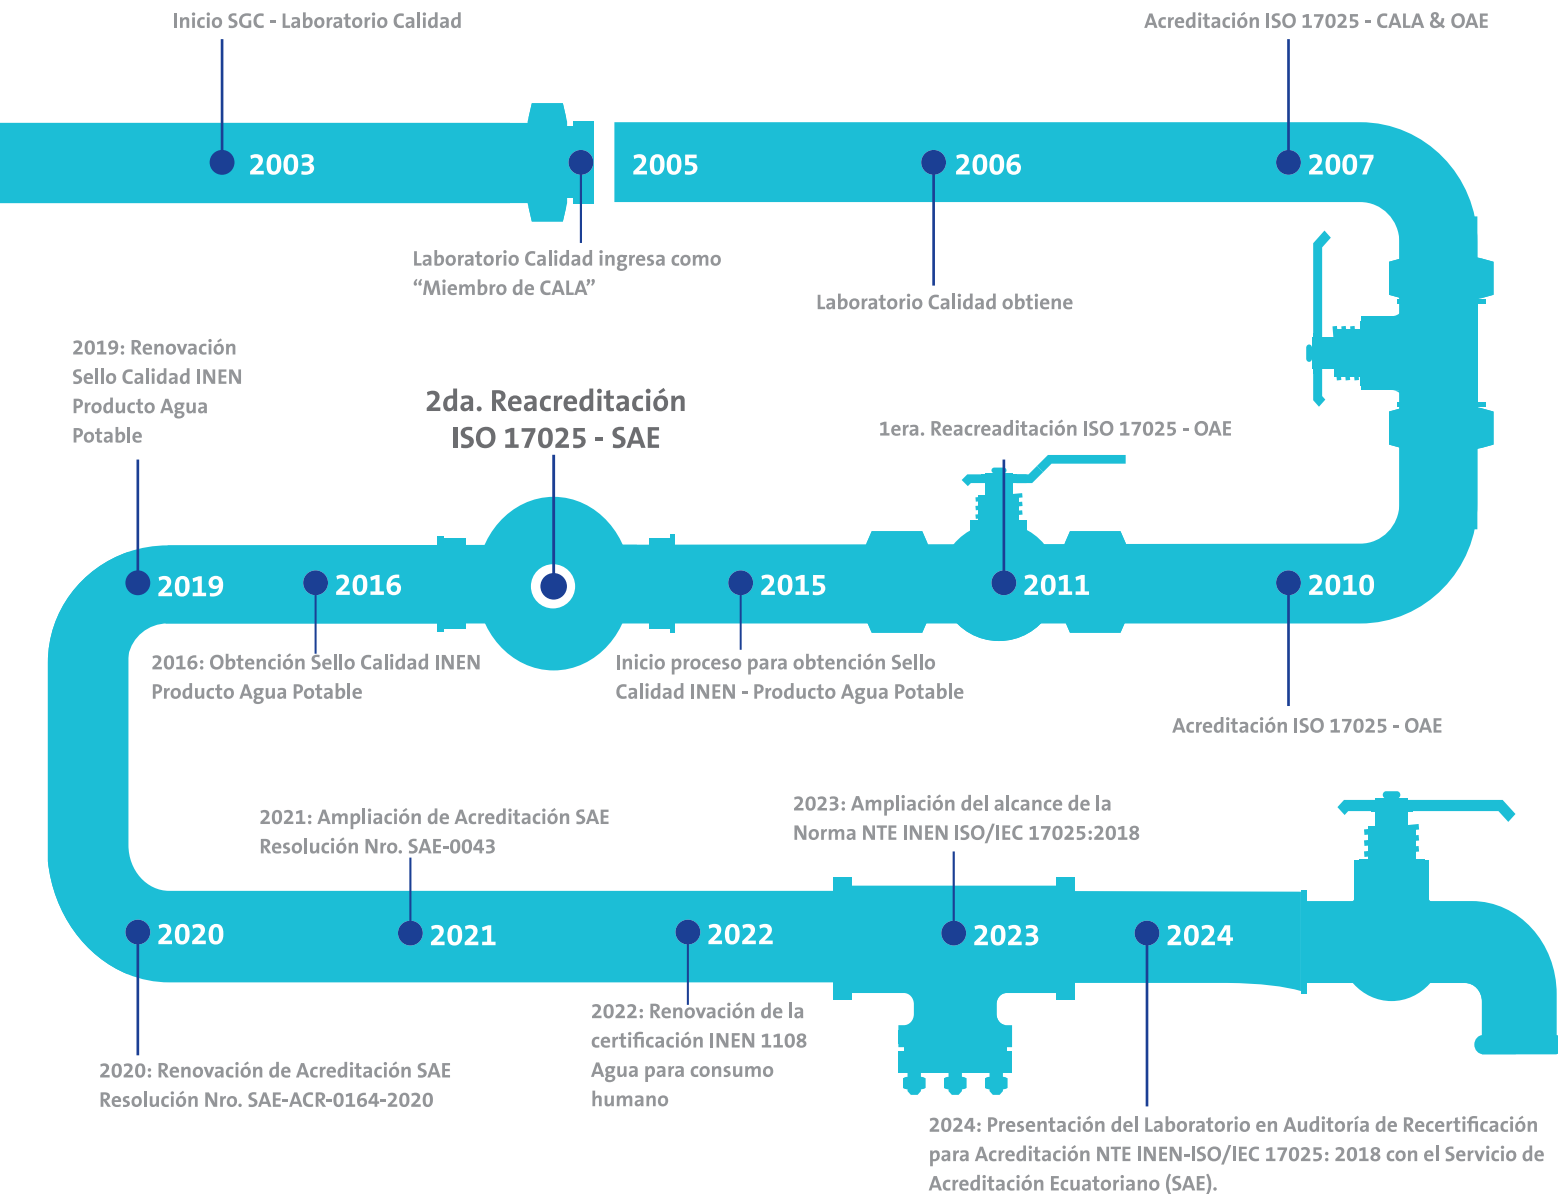 Inicio SGC - Laboratorio Calidad
Acreditación ISO 17025 - CALA & OAE
2003
2005
2006
2007
Laboratorio Calidad ingresa como
“Miembro de CALA”
Laboratorio Calidad obtiene
2019: Renovación
Sello Calidad INEN
Producto Agua
Potable
2da. Reacreditación
ISO 17025 - SAE
1era. Reacreaditación ISO 17025 - OAE
2019
2016
2015
2011
2010
2016: Obtención Sello Calidad INEN
Producto Agua Potable
Inicio proceso para obtención Sello
Calidad INEN - Producto Agua Potable
Acreditación ISO 17025 - OAE
2021: Ampliación de Acreditación SAE
Resolución Nro. SAE-0043
2023: Ampliación del alcance de la
Norma NTE INEN ISO/IEC 17025:2018
2020
2021
2022
2023
2024
2020: Renovación de Acreditación SAE
Resolución Nro. SAE-ACR-0164-2020
2022: Renovación de la
certificación INEN 1108
Agua para consumo
humano
2024: Presentación del Laboratorio en Auditoría de Recertificación
para Acreditación NTE INEN-ISO/IEC 17025: 2018 con el Servicio de
Acreditación Ecuatoriano (SAE).